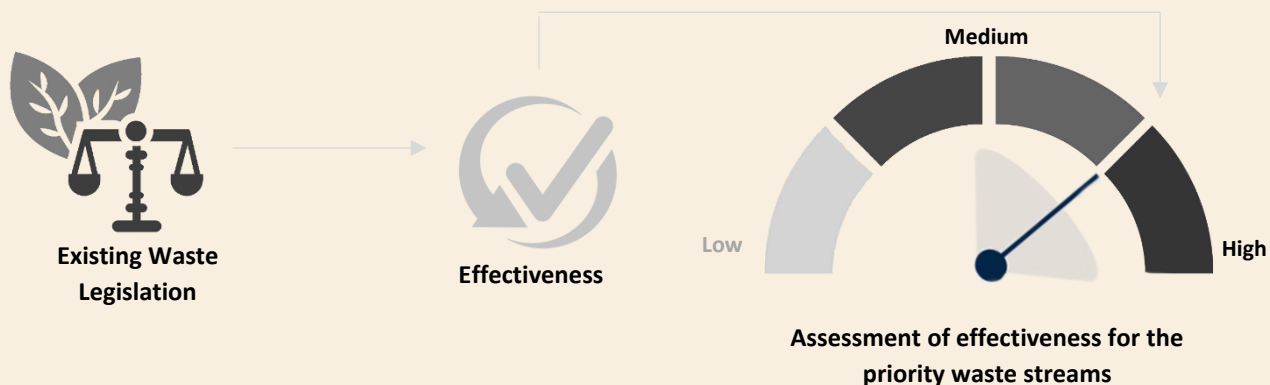 Existing Waste
Legislation
Effectiveness
Low
Medium
High
Assessment of effectiveness for the
priority waste streams